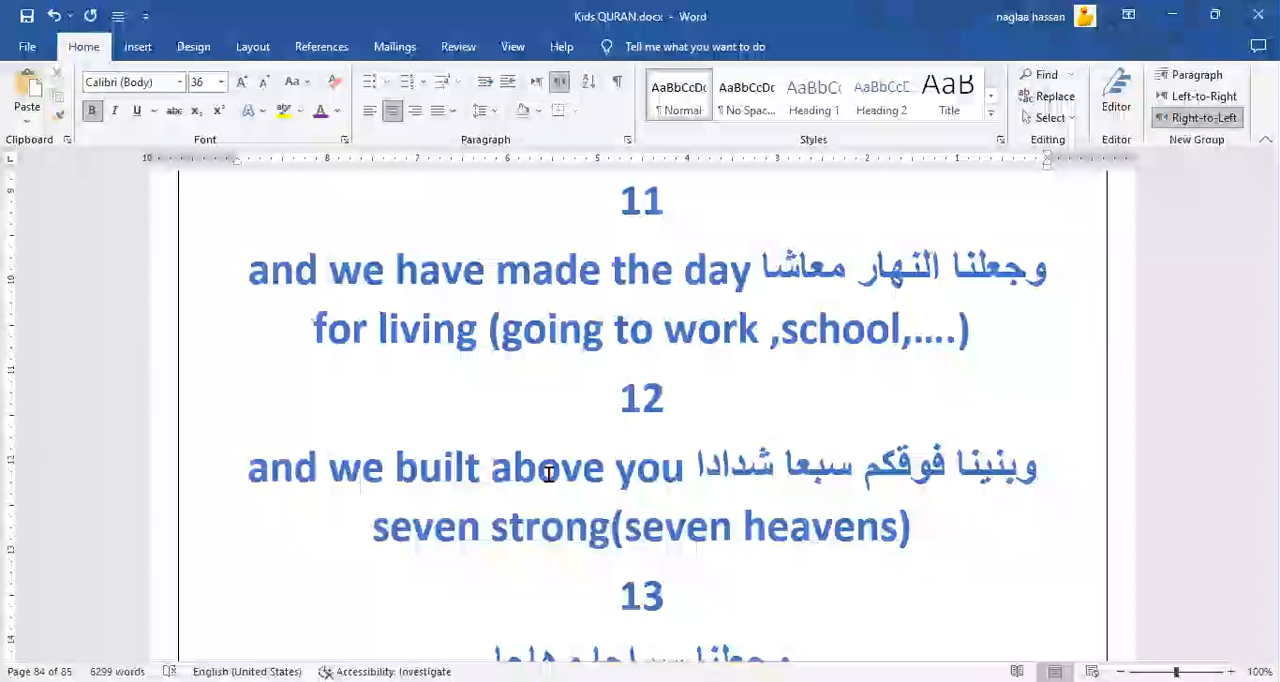 Kids QURAN.docx - Word
naglaa hassan
File Home Insert Design Layout References Mailings Review View Help Tell me what you want to do
Paste
Calibri (Body) 36
AaBbCcDc AaBbCcDc AaBbCc AaBbCcE AaB
¶ Normal ¶ No Spac... Heading 1 Heading 2 Title
Find
Replace
Select
Editor
Paragraph
Left-to-Right
Right-to-Left
Clipboard Font Paragraph Styles Editing Editor New Group
11
and we have made the day وجعلنا النهار معاشا
for living (going to work ,school,....)
12
and we built above you وبنينا فوقكم سبعا شدادا
seven strong(seven heavens)
13
Page 84 of 85 6299 words English (United States) Accessibility: Investigate 100%